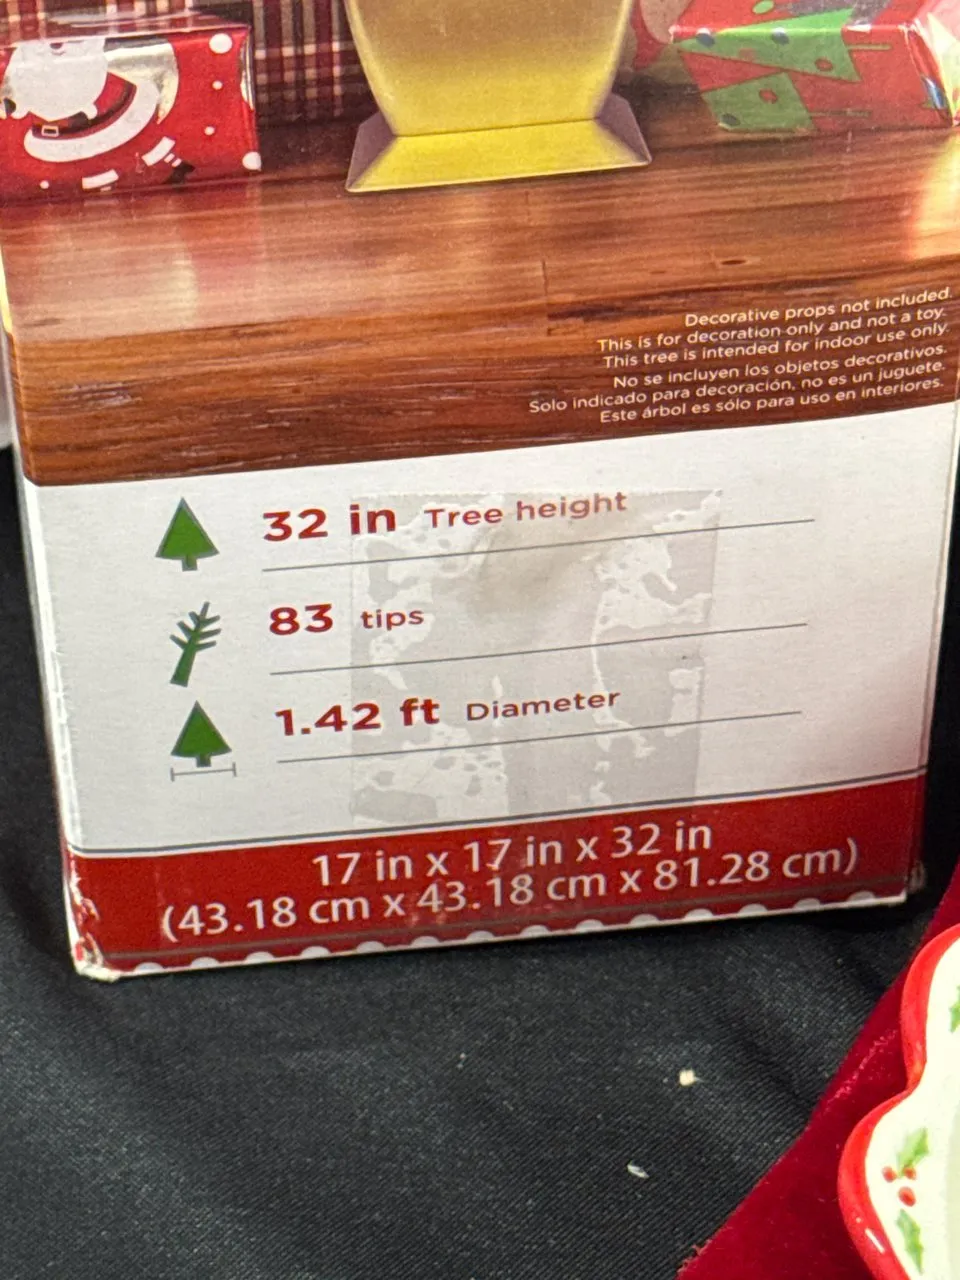 Decorative props not included.
This is for decoration only and not a toy.
This tree is intended for indoor use only.
No se incluyen los objetos decorativos.
Solo indicado para decoración, no es un juguete.
Este árbol es sólo para uso en interiores.
32 in Tree height
83 tips
1.42 ft Diameter
17 in x 17 in x 32 in
(43.18 cm x 43.18 cm x 81.28 cm)